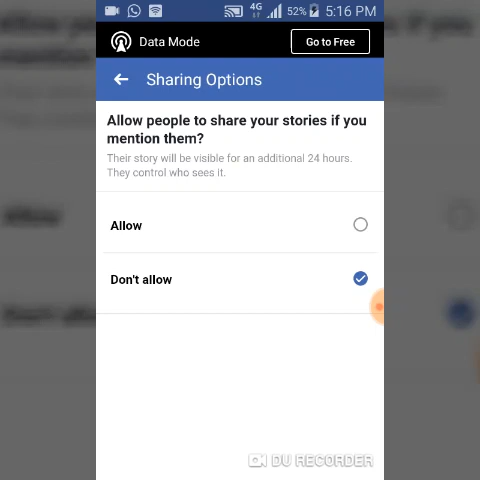 4G 52% 5:16 PM
Data Mode Go to Free
Sharing Options
Allow people to share your stories if you
mention them?
Their story will be visible for an additional 24 hours.
They control who sees it.
Allow
Don't allow
DU RECORDER